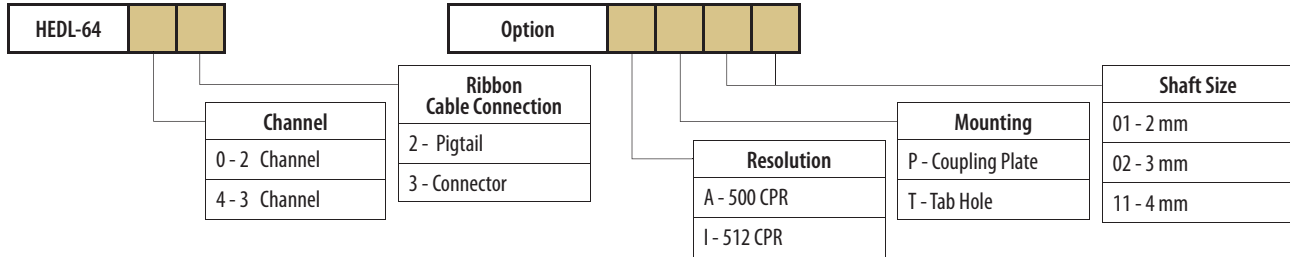 HEDL-64
Option
Ribbon
Cable Connection
2 - Pigtail
3 - Connector
Channel
0 - 2 Channel
4 - 3 Channel
Resolution
A - 500 CPR
I - 512 CPR
Mounting
P - Coupling Plate
T - Tab Hole
Shaft Size
01 - 2 mm
02 - 3 mm
11 - 4 mm